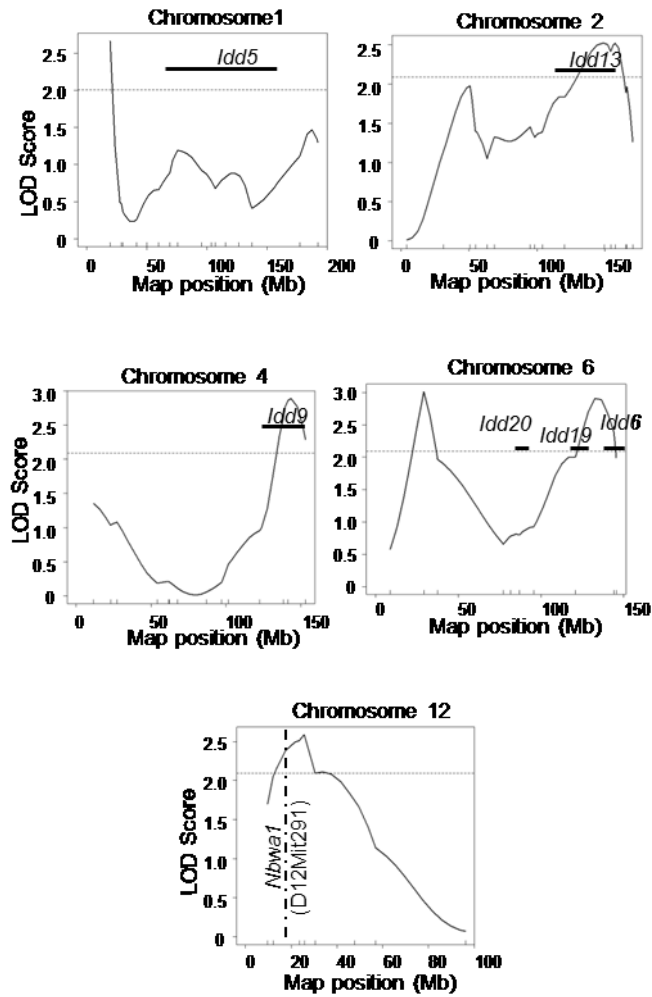 Chromosome1
2.5
2.0
1.5
1.0
0.5
0
LOD Score
Idd5
0 50 100 150 200
Map position (Mb)
Chromosome 2
2.5
2.0
1.5
1.0
0.5
0
Idd13
0 50 100 150
Map position (Mb)
Chromosome 4
3.0
2.5
2.0
1.5
1.0
0.5
0
LOD Score
Idd9
0 50 100 150
Map position (Mb)
Chromosome 6
3.0
2.5
2.0
1.5
1.0
0.5
0
Idd20
Idd19
Idd6
0 50 100 150
Map position (Mb)
Chromosome 12
2.5
2.0
1.5
1.0
0.5
0
LOD Score
Nbwa1
(D12Mit291)
0 20 40 60 80 100
Map position (Mb)